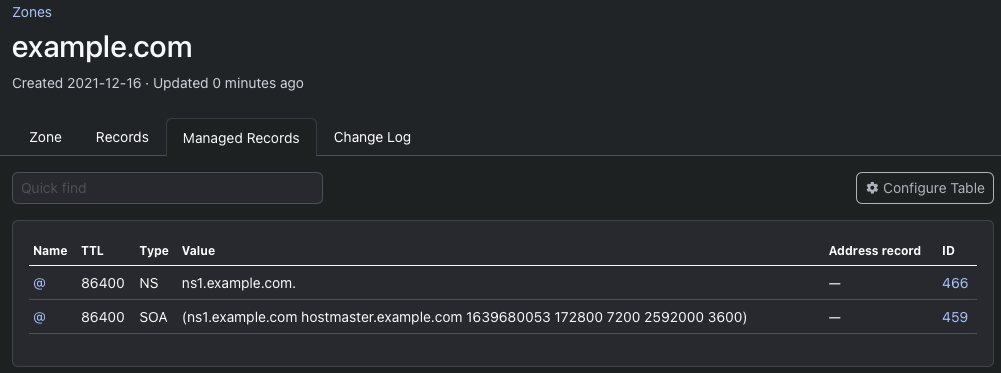 Zones
example.com
Created 2021-12-16 · Updated 0 minutes ago
Zone Records Managed Records Change Log
Quick find Configure Table
Name TTL Type Value Address record ID
@ 86400 NS ns1.example.com. — 466
@ 86400 SOA (ns1.example.com hostmaster.example.com 1639680053 172800 7200 2592000 3600) — 459